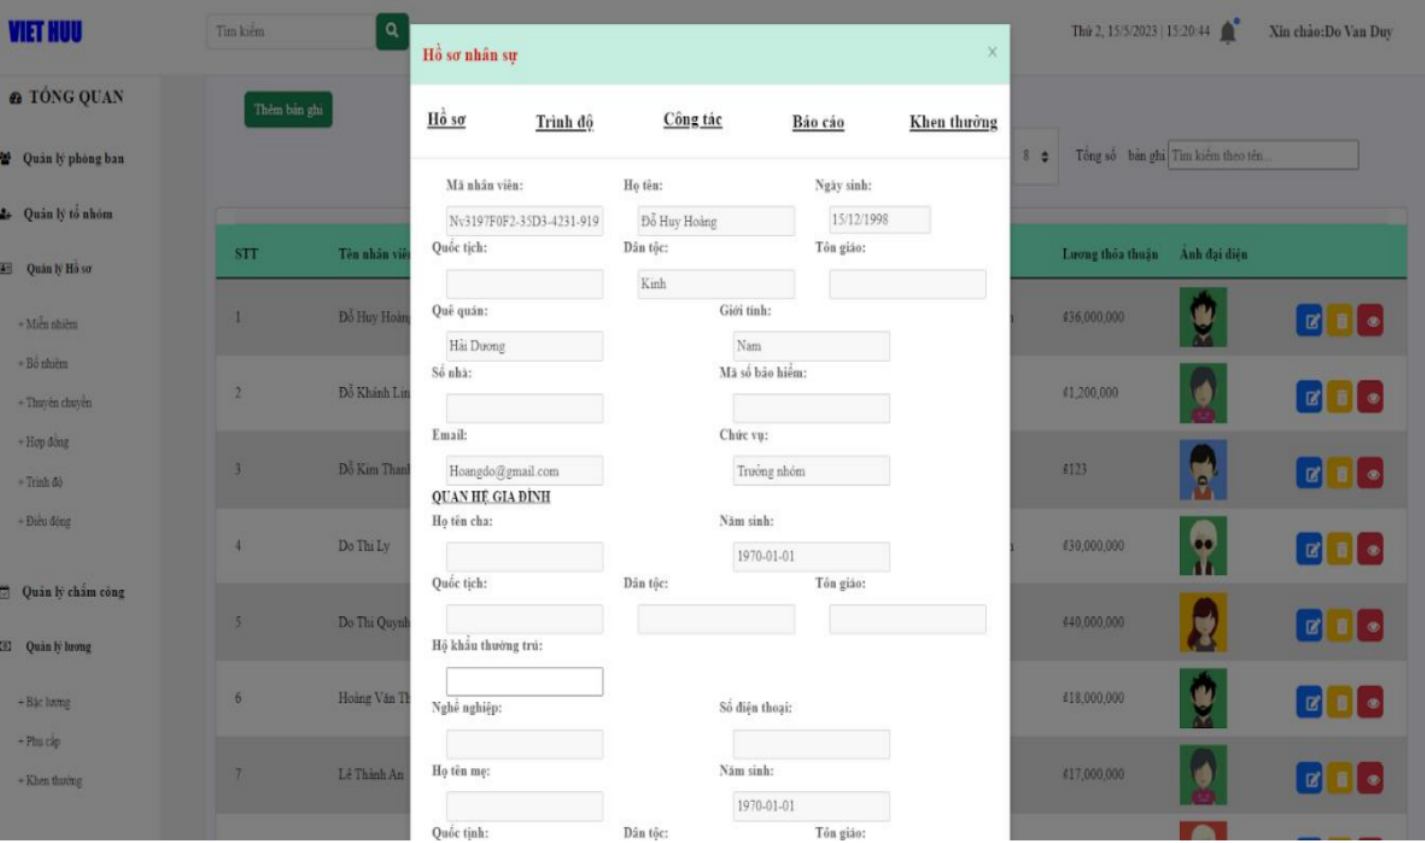 VIET HUU
Tìm kiếm
Thứ 2, 15/5/2023 | 15:20:44
Xin chào:Do Van Duy
TỔNG QUAN
Quản lý phòng ban
Quản lý tổ nhóm
Quản lý Hồ sơ
+ Miễn nhiệm
+ Bổ nhiệm
+ Thuyên chuyển
+ Hợp đồng
+ Trình độ
+ Điều động
Quản lý chấm công
Quản lý lương
+ Bậc lương
+ Phụ cấp
+ Khen thưởng
Thêm bản ghi
8 Tổng số bản ghi Tìm kiếm theo tên...
STT Tên nhân viê Lương thỏa thuận Ảnh đại diện
1 Đỗ Huy Hoàng ₫36,000,000
2 Đỗ Khánh Lin ₫1,200,000
3 Đỗ Kim Thanh ₫123
4 Do Thi Ly ₫30,000,000
5 Do Thi Quynh ₫40,000,000
6 Hoàng Văn Th ₫18,000,000
7 Lê Thành An ₫17,000,000
Hồ sơ nhân sự ×
Hồ sơ Trình độ Công tác Báo cáo Khen thưởng
Mã nhân viên: Họ tên: Ngày sinh:
Nv3197F0F2-35D3-4231-919 Đỗ Huy Hoàng 15/12/1998
Quốc tịch: Dân tộc: Tôn giáo:
Kinh
Quê quán: Giới tính:
Hải Dương Nam
Số nhà: Mã số bảo hiểm:
Email: Chức vụ:
Hoangdo@gmail.com Trưởng nhóm
QUAN HỆ GIA ĐÌNH
Họ tên cha: Năm sinh:
1970-01-01
Quốc tịch: Dân tộc: Tôn giáo:
Hộ khẩu thường trú:
Nghề nghiệp: Số điện thoại:
Họ tên mẹ: Năm sinh:
1970-01-01
Quốc tịnh: Dân tộc: Tôn giáo: